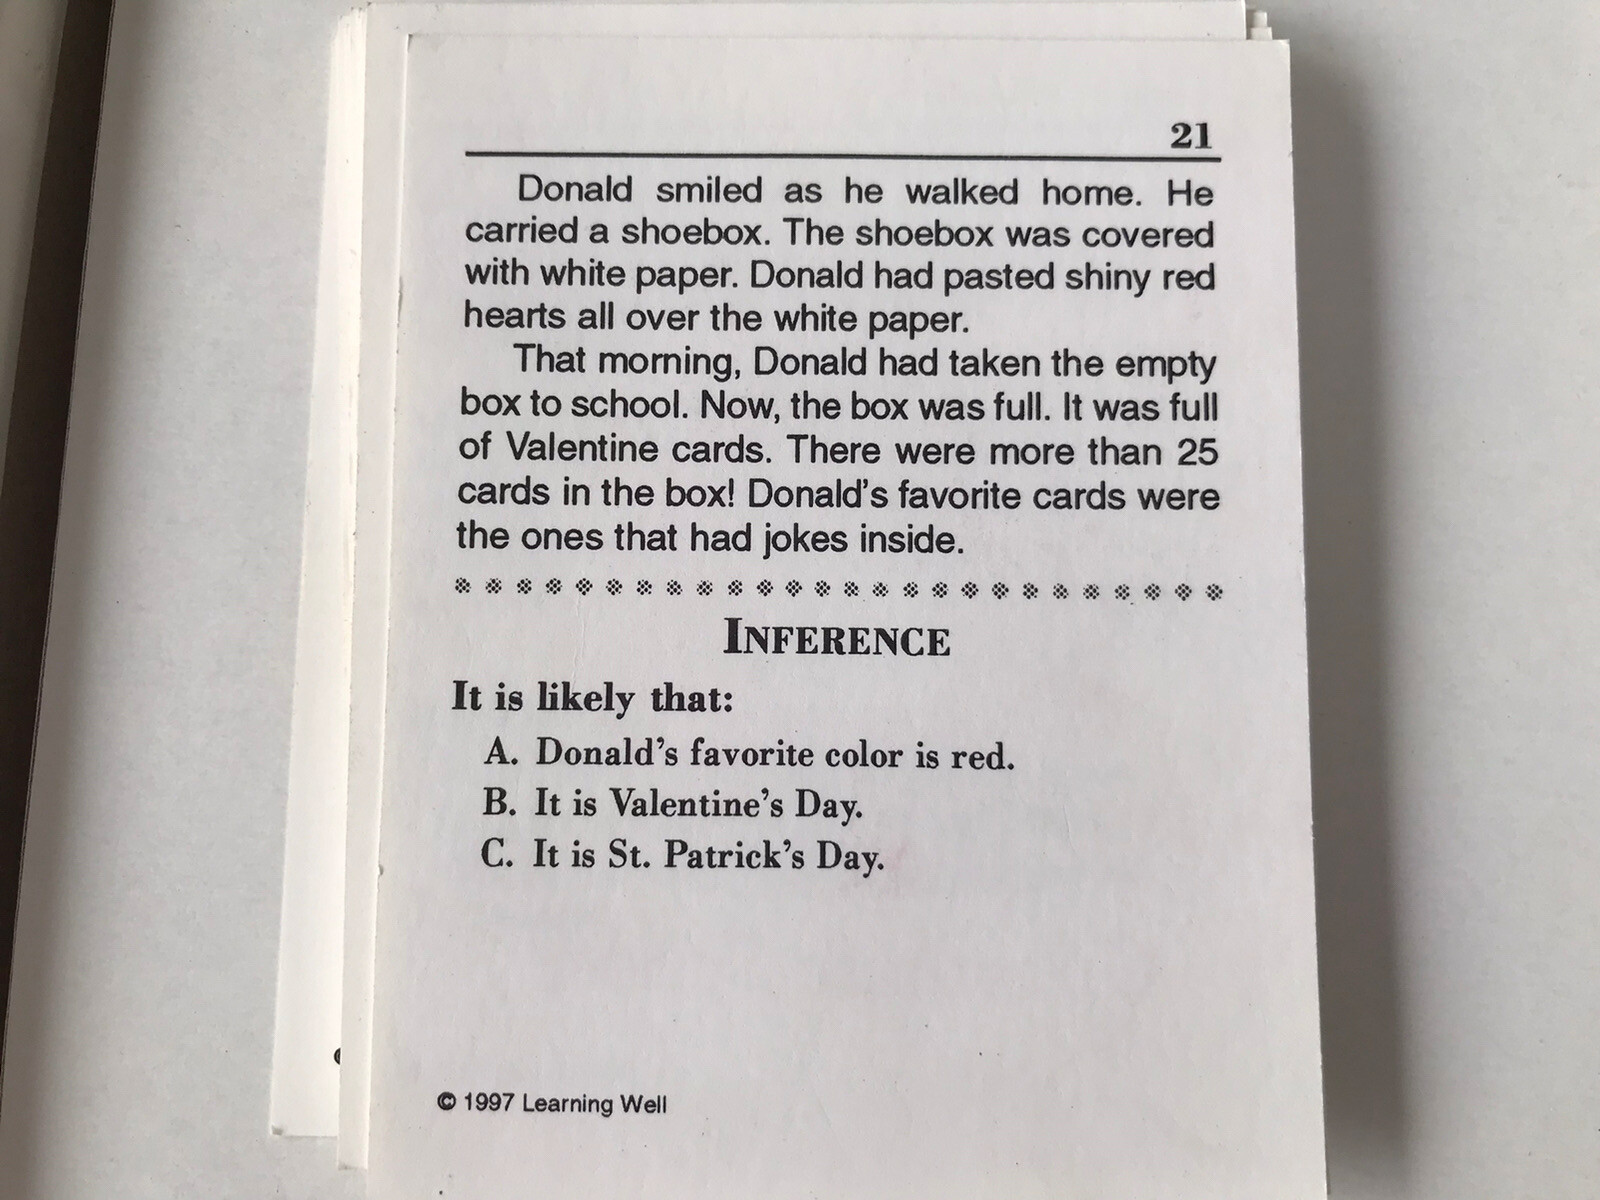 21
Donald smiled as he walked home. He
carried a shoebox. The shoebox was covered
with white paper. Donald had pasted shiny red
hearts all over the white paper.
That morning, Donald had taken the empty
box to school. Now, the box was full. It was full
of Valentine cards. There were more than 25
cards in the box! Donald's favorite cards were
the ones that had jokes inside.
INFERENCE
It is likely that:
A. Donald's favorite color is red.
B. It is Valentine's Day.
C. It is St. Patrick's Day.
© 1997 Learning Well